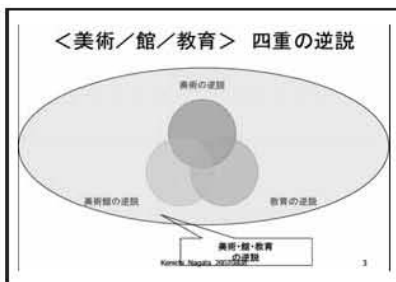 ＜美術／館／教育＞ 四重の逆説
美術の逆説
美術館の逆説
教育の逆説
美術・館・教育
の逆説
Kenichi Nagata
3